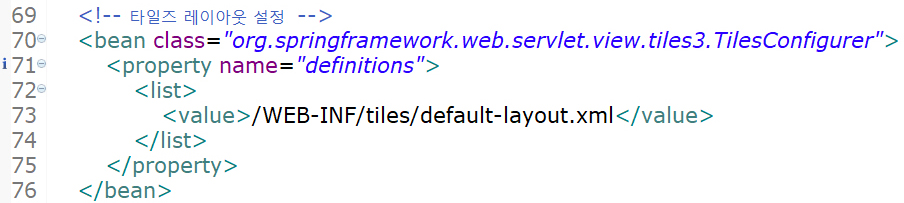 69 <!-- 타일즈 레이아웃 설정 -->
70 <bean class="org.springframework.web.servlet.view.tiles3.TilesConfigurer">
i 71 <property name="definitions">
72 <list>
73 <value>/WEB-INF/tiles/default-layout.xml</value>
74 </list>
75 </property>
76 </bean>